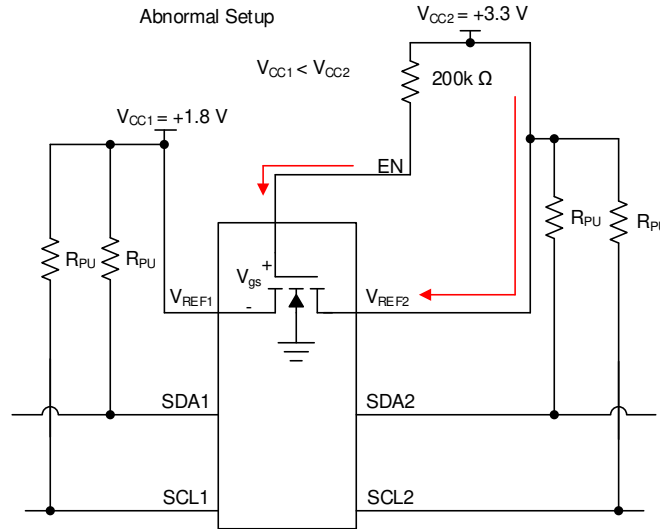 Abnormal Setup
VCC2 = +3.3 V
VCC1 < VCC2
200k Ω
VCC1 = +1.8 V
EN
RPU
RPU
RPU
RPU
Vgs
+
-
VREF1
VREF2
SDA1
SDA2
SCL1
SCL2